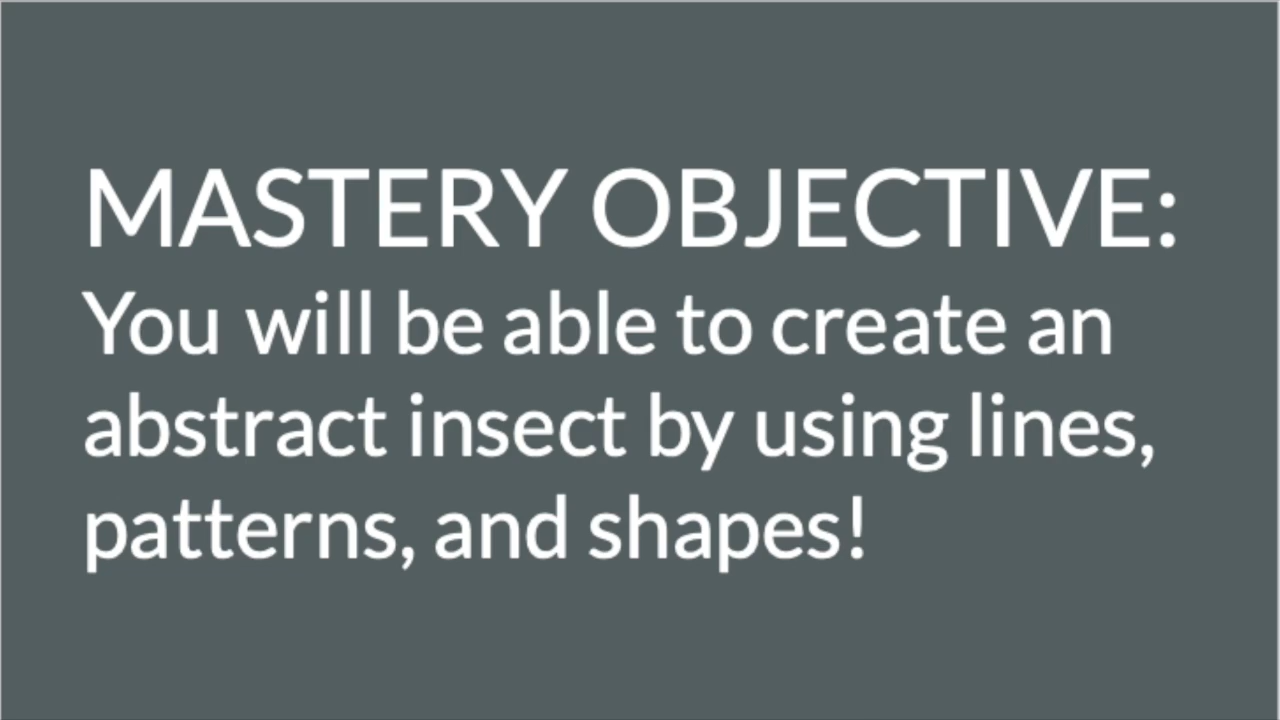 MASTERY OBJECTIVE:
You will be able to create an
abstract insect by using lines,
patterns, and shapes!